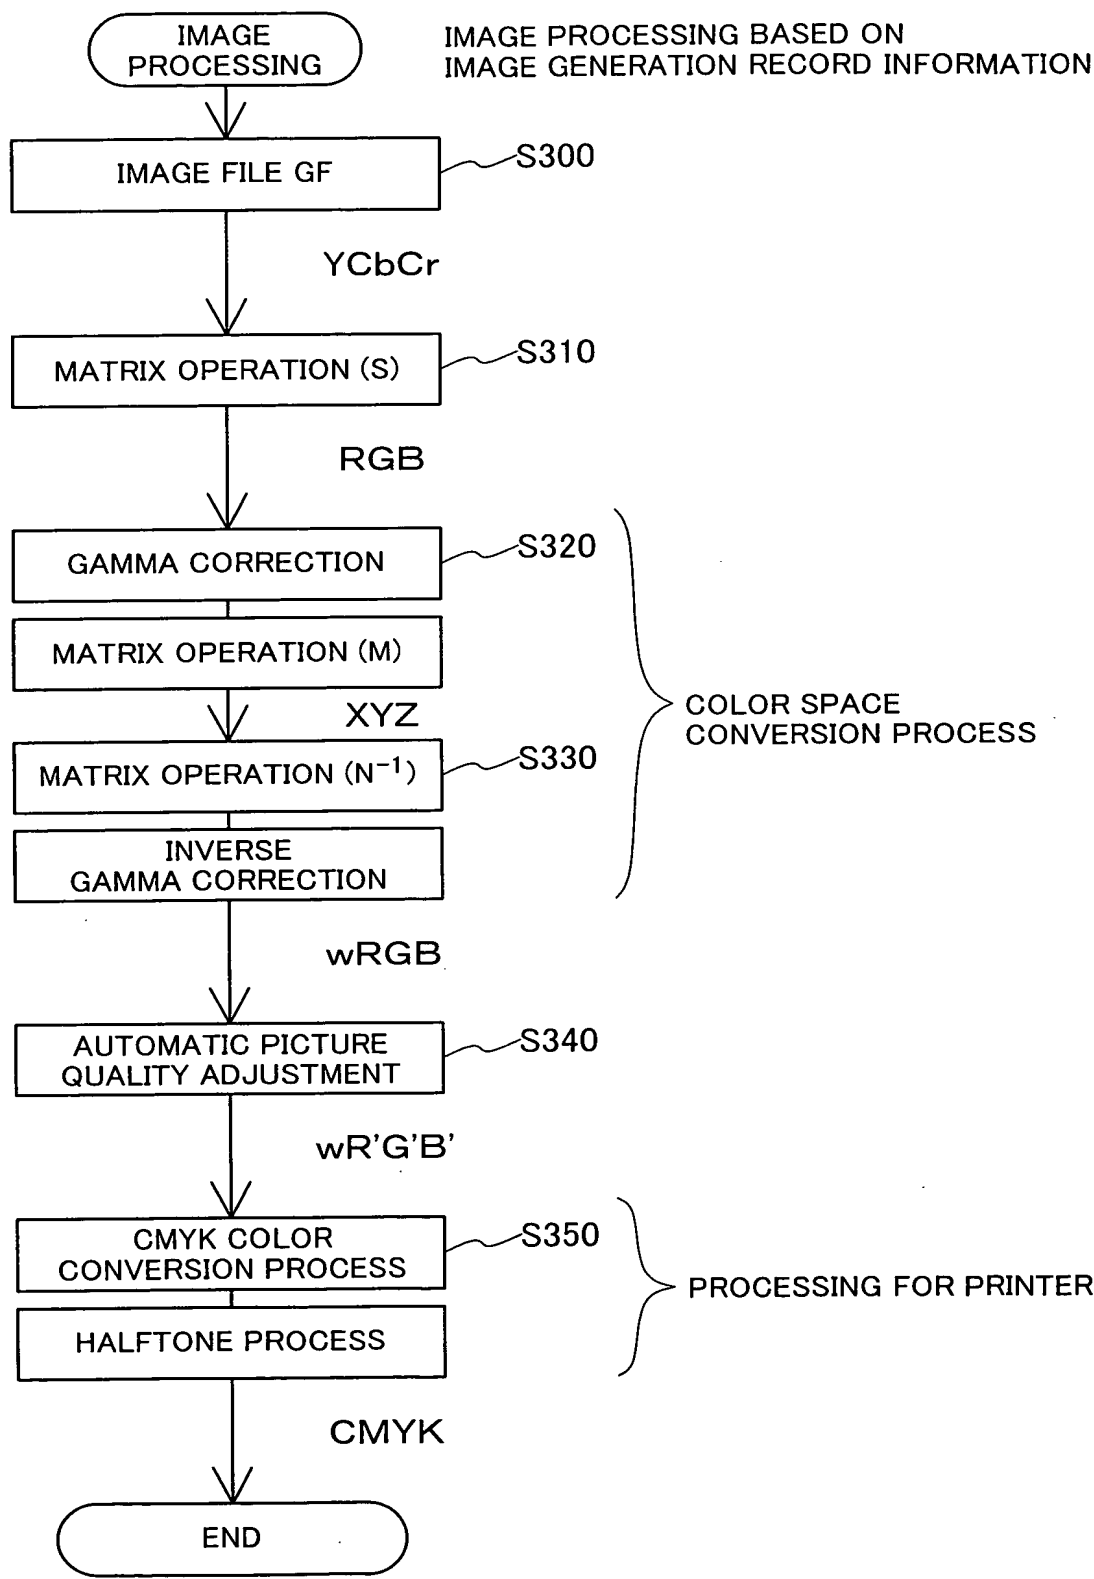 IMAGE
PROCESSING
IMAGE PROCESSING BASED ON
IMAGE GENERATION RECORD INFORMATION
IMAGE FILE GF
S300
YCbCr
MATRIX OPERATION (S)
S310
RGB
GAMMA CORRECTION
S320
MATRIX OPERATION (M)
XYZ
COLOR SPACE
CONVERSION PROCESS
MATRIX OPERATION (N⁻¹)
S330
INVERSE
GAMMA CORRECTION
wRGB
AUTOMATIC PICTURE
QUALITY ADJUSTMENT
S340
wR'G'B'
CMYK COLOR
CONVERSION PROCESS
S350
PROCESSING FOR PRINTER
HALFTONE PROCESS
CMYK
END